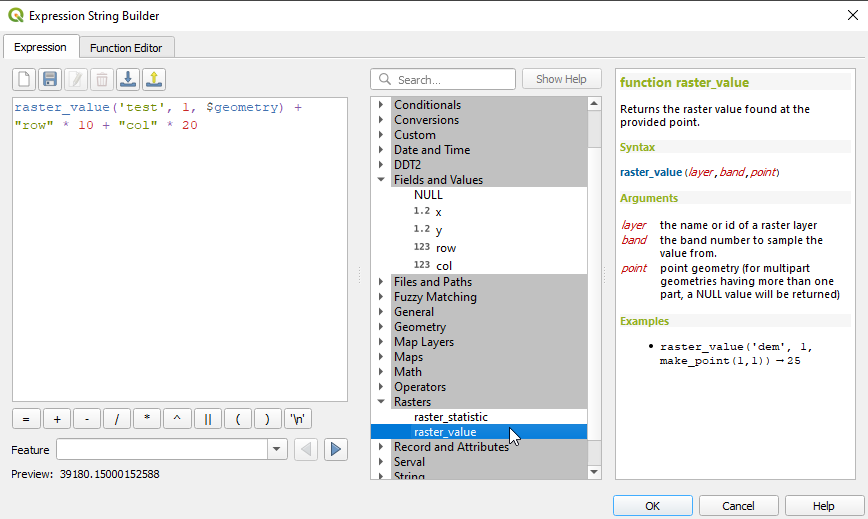 Expression String Builder
Expression
Function Editor
Search...
Show Help
raster_value('test', 1, $geometry) +
"row" * 10 + "col" * 20
= + - / * ^ || ( ) '\n'
Feature
Preview: 39180.15000152588
Conditionals
Conversions
Custom
Date and Time
DDT2
Fields and Values
NULL
1.2 x
1.2 y
123 row
123 col
Files and Paths
Fuzzy Matching
General
Geometry
Map Layers
Maps
Math
Operators
Rasters
raster_statistic
raster_value
Record and Attributes
Serval
String
function raster_value
Returns the raster value found at the
provided point.
Syntax
raster_value(layer,band,point)
Arguments
layer the name or id of a raster layer
band the band number to sample the
value from.
point point geometry (for multipart
geometries having more than one
part, a NULL value will be returned)
Examples
• raster_value('dem', 1,
make_point(1,1)) → 25
OK
Cancel
Help